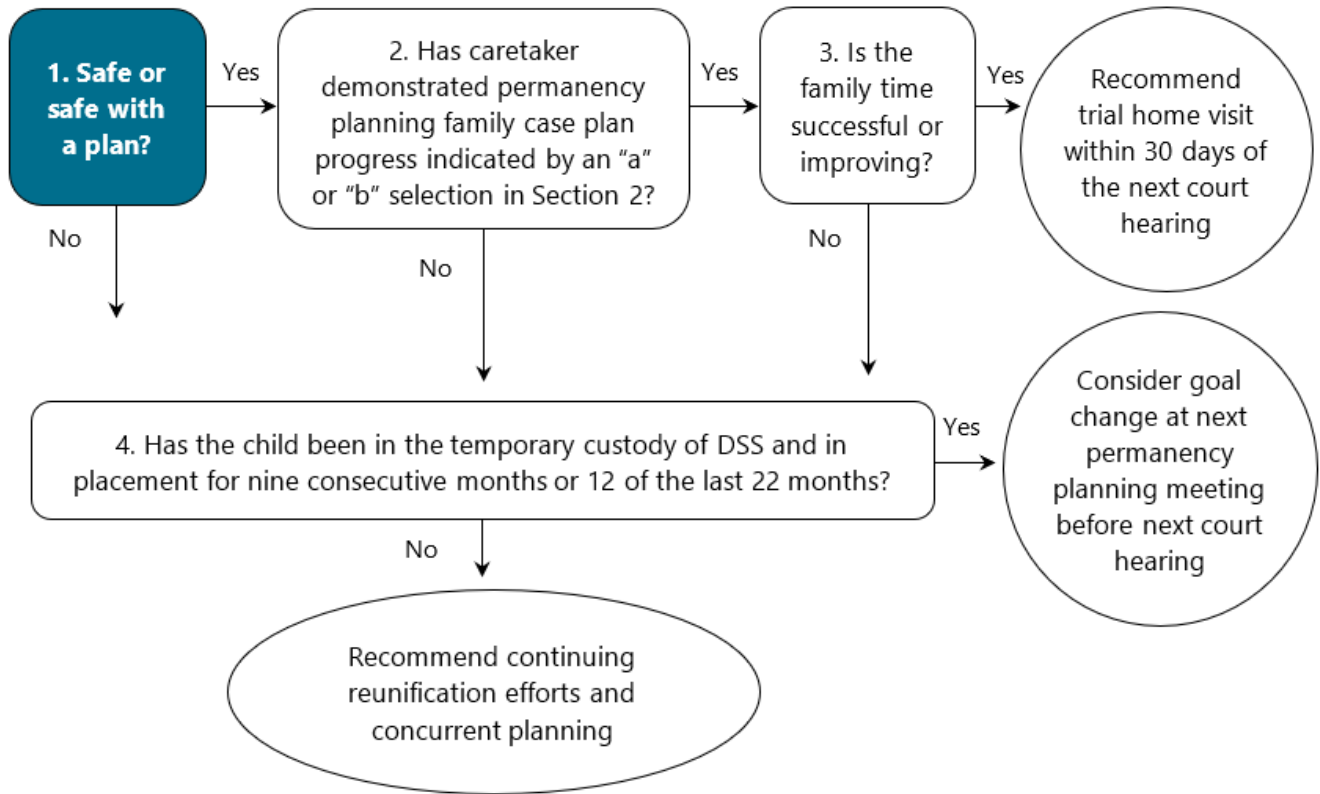 1. Safe or
safe with
a plan?
Yes
No
2. Has caretaker
demonstrated permanency
planning family case plan
progress indicated by an “a”
or “b” selection in Section 2?
Yes
No
3. Is the
family time
successful or
improving?
Yes
No
Recommend
trial home visit
within 30 days of
the next court
hearing
4. Has the child been in the temporary custody of DSS and in
placement for nine consecutive months or 12 of the last 22 months?
Yes
No
Consider goal
change at next
permanency
planning meeting
before next court
hearing
Recommend continuing
reunification efforts and
concurrent planning